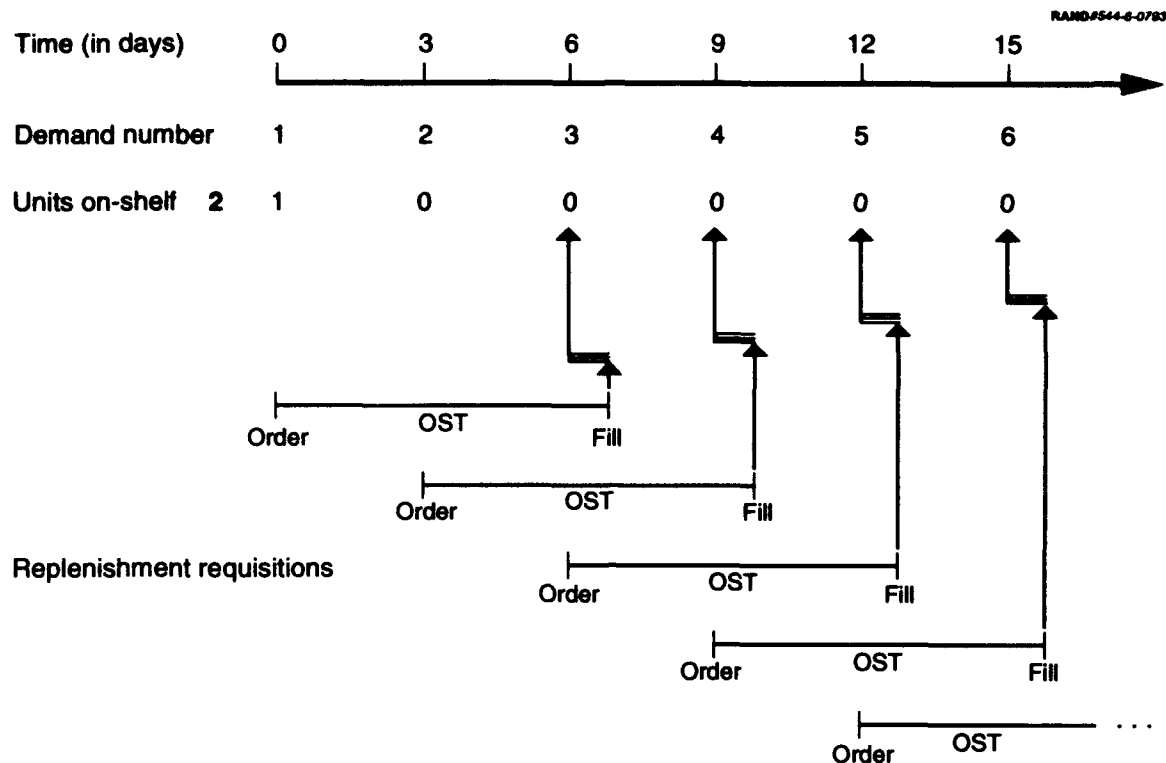 RAND#544-6-0793
Time (in days) 0 3 6 9 12 15
Demand number 1 2 3 4 5 6
Units on-shelf 2 1 0 0 0 0 0
OST
Order Fill
OST
Order Fill
Replenishment requisitions
OST
Order Fill
OST
Order Fill
OST ...
Order